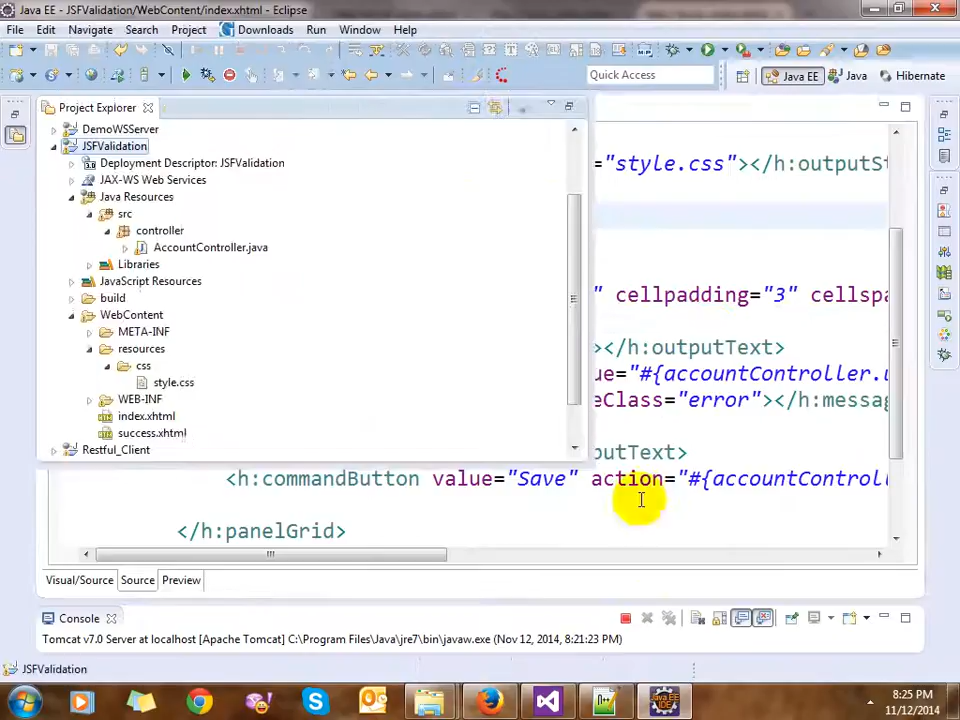 Java EE - JSFValidation/WebContent/index.xhtml - Eclipse
File Edit Navigate Search Project Downloads Run Window Help
Quick Access
Java EE
Java
Hibernate
Project Explorer
DemoWSServer
JSFValidation
Deployment Descriptor: JSFValidation
JAX-WS Web Services
Java Resources
src
controller
AccountController.java
Libraries
JavaScript Resources
build
WebContent
META-INF
resources
css
style.css
WEB-INF
index.xhtml
success.xhtml
Restful_Client
="style.css"></h:outputSt
" cellpadding="3" cellspa
></h:outputText>
ue="#{accountController.u
eClass="error"></h:messag
putText>
<h:commandButton value="Save" action="#{accountControll
</h:panelGrid>
Visual/Source Source Preview
Console
Tomcat v7.0 Server at localhost [Apache Tomcat] C:\Program Files\Java\jre7\bin\javaw.exe (Nov 12, 2014, 8:21:23 PM)
JSFValidation
8:25 PM
11/12/2014